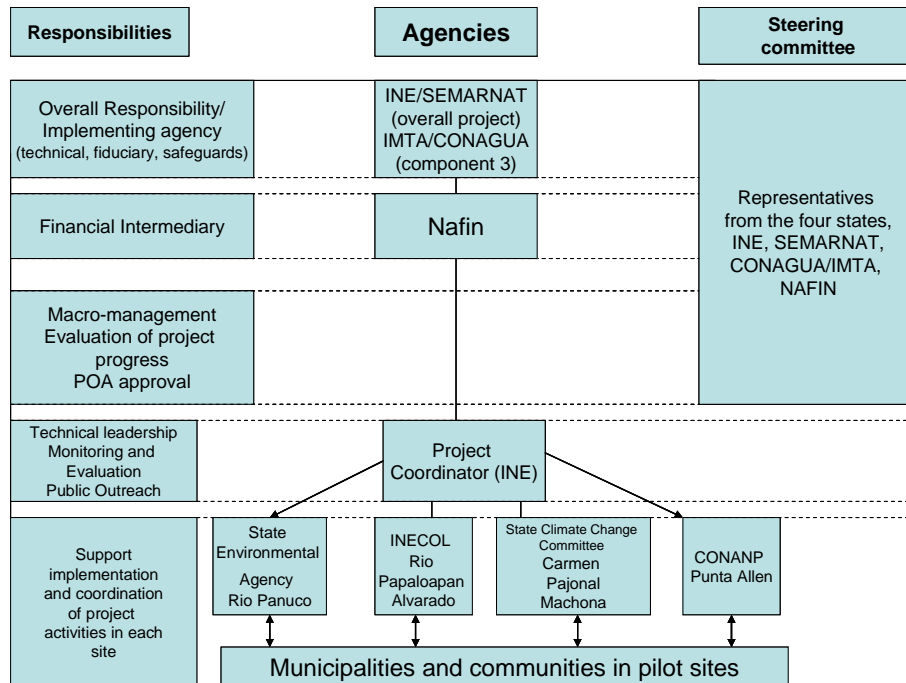 Responsibilities
Agencies
Steering
committee
Overall Responsibility/
Implementing agency
(technical, fiduciary, safeguards)
INE/SEMARNAT
(overall project)
IMTA/CONAGUA
(component 3)
Representatives
from the four states,
INE, SEMARNAT,
CONAGUA/IMTA,
NAFIN
Financial Intermediary
Nafin
Macro-management
Evaluation of project
progress
POA approval
Technical leadership
Monitoring and
Evaluation
Public Outreach
Project
Coordinator (INE)
Support
implementation
and coordination
of project
activities in each
site
State
Environmental
Agency
Rio Panuco
INECOL
Rio
Papaloapan
Alvarado
State Climate Change
Committee
Carmen
Pajonal
Machona
CONANP
Punta Allen
Municipalities and communities in pilot sites